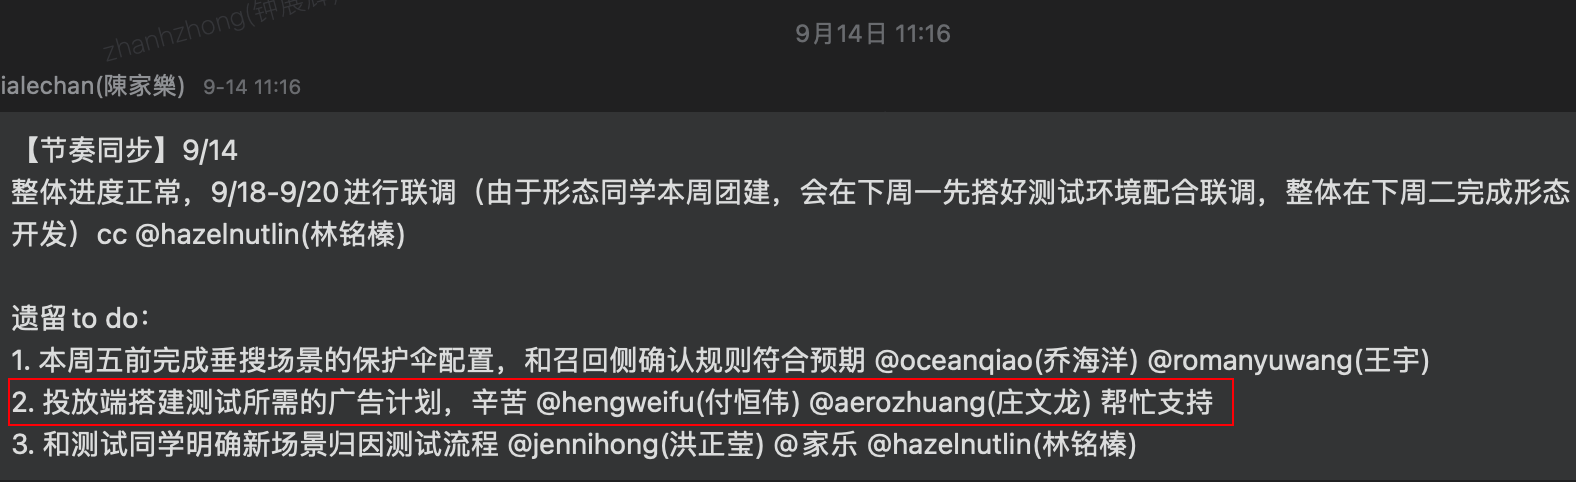 zhanhzhong(钟展辉)
9月14日 11:16
ialechan(陳家樂) 9-14 11:16
【节奏同步】9/14
整体进度正常，9/18-9/20进行联调（由于形态同学本周团建，会在下周一先搭好测试环境配合联调，整体在下周二完成形态
开发）cc @hazelnutlin(林铭榛)
遗留to do：
1. 本周五前完成垂搜场景的保护伞配置，和召回侧确认规则符合预期 @oceanqiao(乔海洋) @romanyuwang(王宇)
2. 投放端搭建测试所需的广告计划，辛苦 @hengweifu(付恒伟) @aerozhuang(庄文龙) 帮忙支持
3. 和测试同学明确新场景归因测试流程 @jennihong(洪正莹) @家乐 @hazelnutlin(林铭榛)